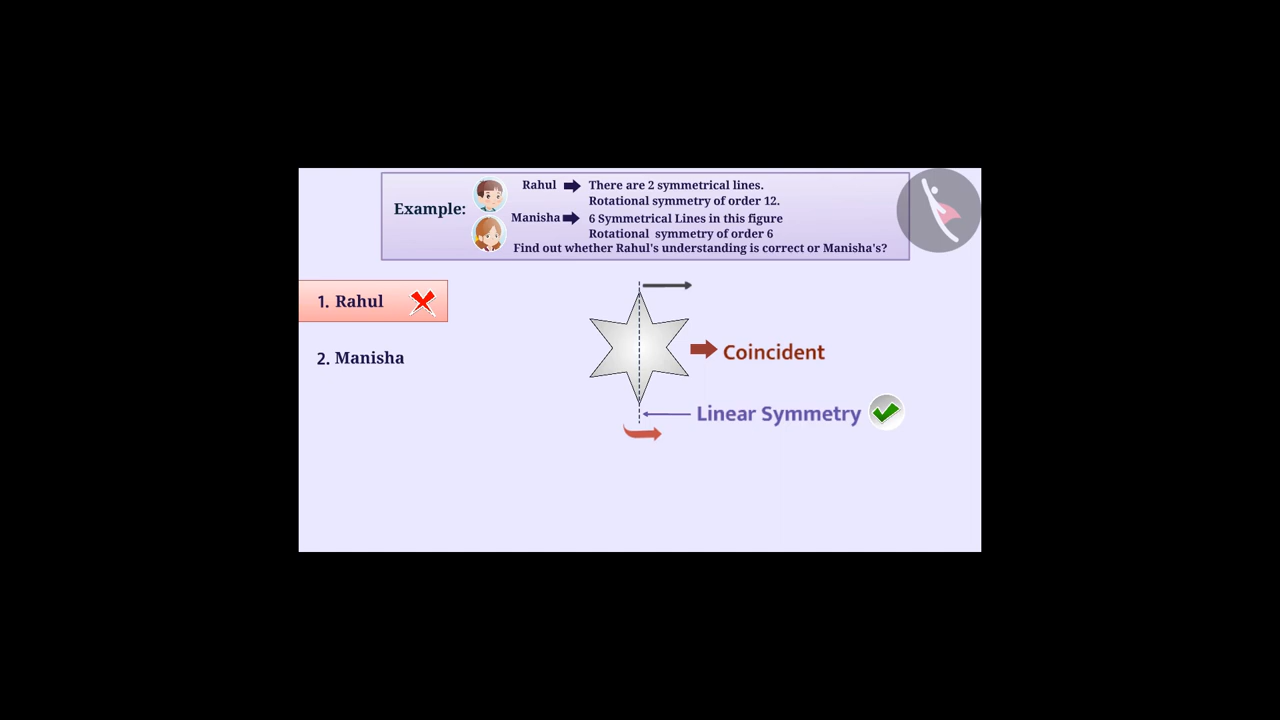 Example:
Rahul There are 2 symmetrical lines.
Rotational symmetry of order 12.
Manisha 6 Symmetrical Lines in this figure
Rotational symmetry of order 6
Find out whether Rahul's understanding is correct or Manisha's?
1. Rahul
2. Manisha
Coincident
Linear Symmetry